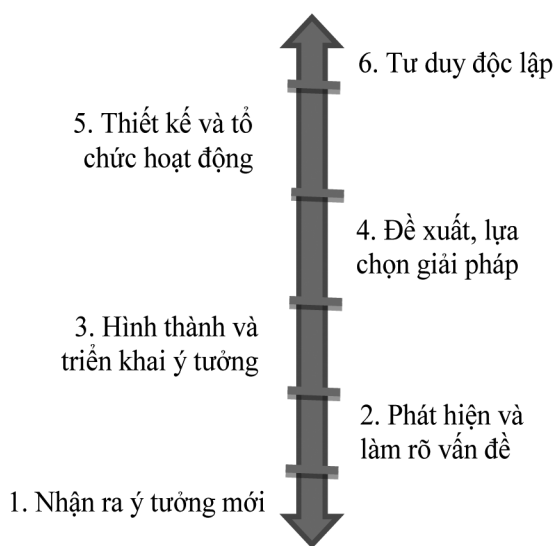 6. Tư duy độc lập
5. Thiết kế và tổ
chức hoạt động
4. Đề xuất, lựa
chọn giải pháp
3. Hình thành và
triển khai ý tưởng
2. Phát hiện và
làm rõ vấn đề
1. Nhận ra ý tưởng mới